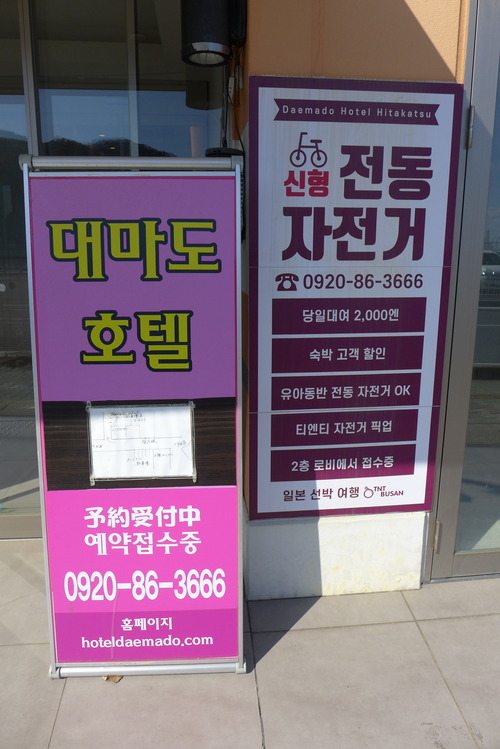 대마도
호텔
予約受付中
예약접수중
0920-86-3666
홈페이지
hoteldaemado.com
Daemado Hotel Hitakatsu
신형 전동
자전거
0920-86-3666
당일대여 2,000엔
숙박 고객 할인
유아동반 전동 자전거 OK
티엔티 자전거 픽업
2층 로비에서 접수중
일본 선박 여행 TNT BUSAN